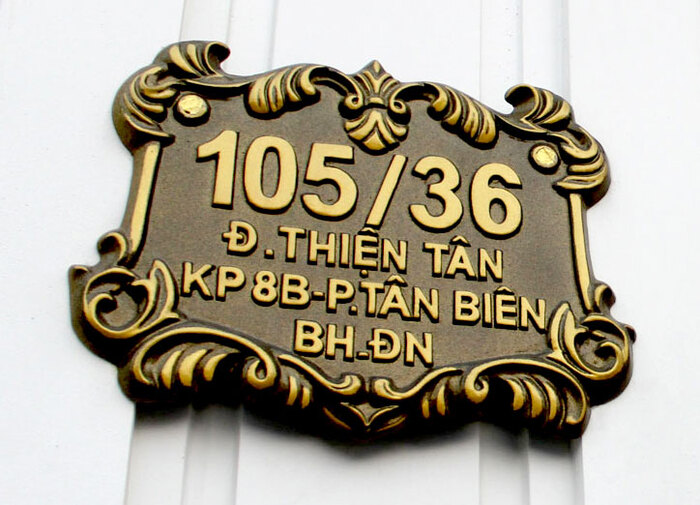 105/36
Đ.THIỆN TÂN
KP 8B-P.TÂN BIÊN
BH-ĐN